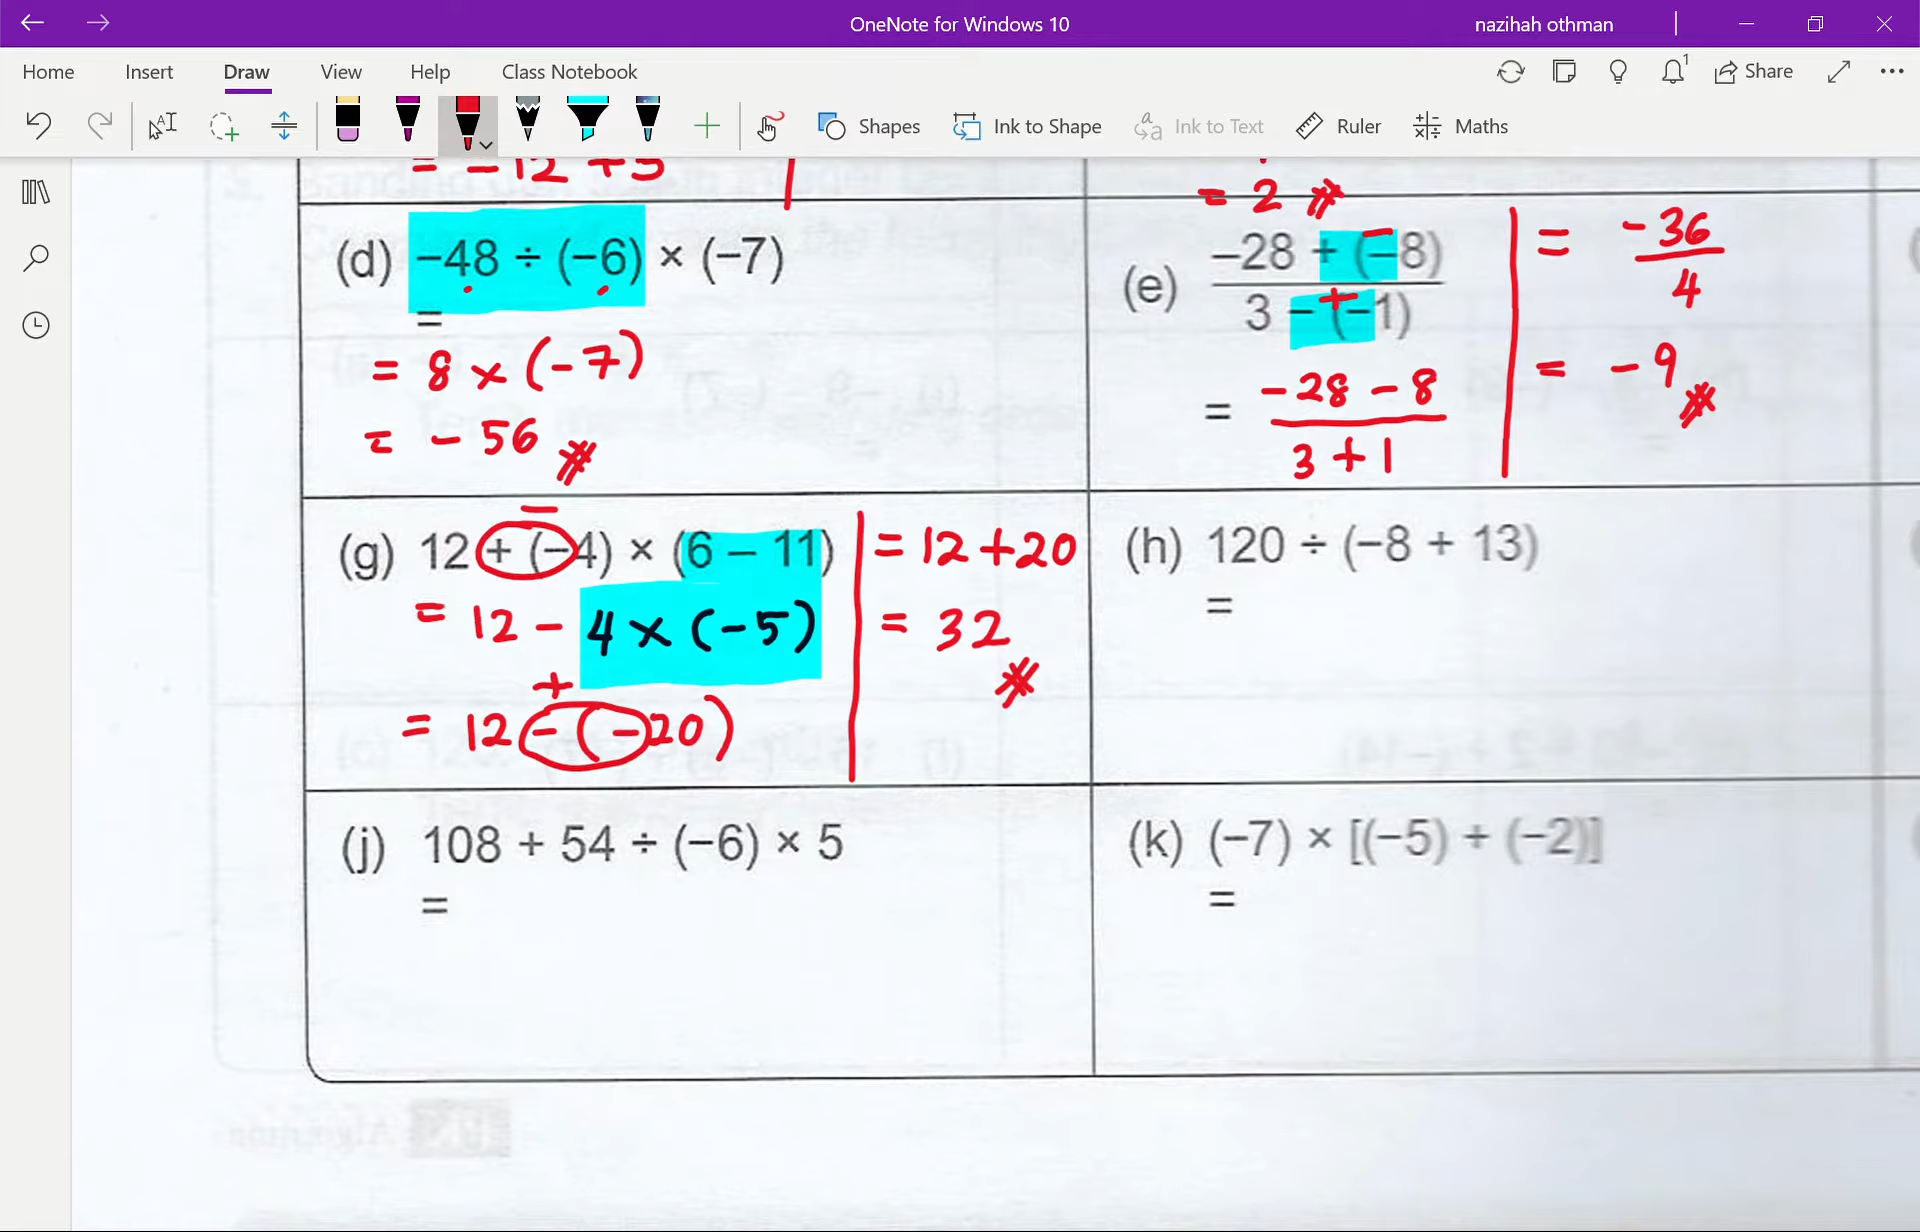 OneNote for Windows 10
nazihah othman
Home Insert Draw View Help Class Notebook
1
Share
Shapes Ink to Shape Ink to Text Ruler Maths
= -12 + 5
= 2
(d) –48 ÷ (–6) × (–7)
=
= 8 × (-7)
= - 56
(e) –28 + (–8)
3 – (–1)
-
+
= -28 - 8
3 + 1
= -36
4
= -9
(g) 12 + (–4) × (6 – 11)
-
= 12 - 4 × (-5)
+
= 12 - (-20)
= 12 + 20
= 32
(h) 120 ÷ (–8 + 13)
=
(j) 108 + 54 ÷ (–6) × 5
=
(k) (–7) × [(–5) + (–2)]
=